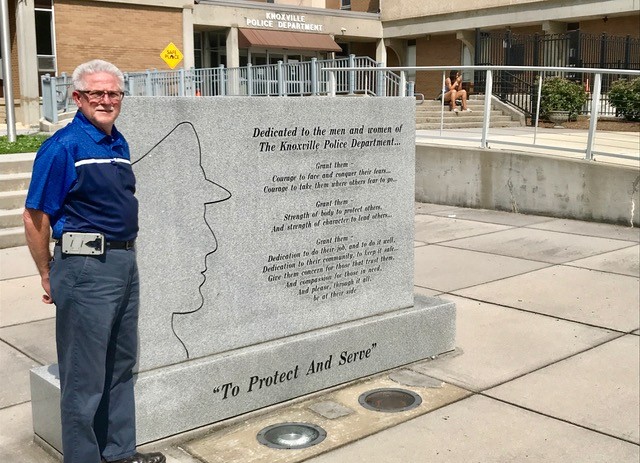 KNOXVILLE
POLICE DEPARTMENT
SAFE
PLACE
Dedicated to the men and women of
The Knoxville Police Department...
Grant them -
Courage to face and conquer their fears...
Courage to take them where others fear to go...
Grant them -
Strength of body to protect others,
And strength of character to lead others...
Grant them -
Dedication to do their job, and to do it well,
Dedication to their community, to keep it safe,
Give them concern for those that trust them,
And compassion for those in need,
And please, through it all,
be at their side.
"To Protect And Serve"